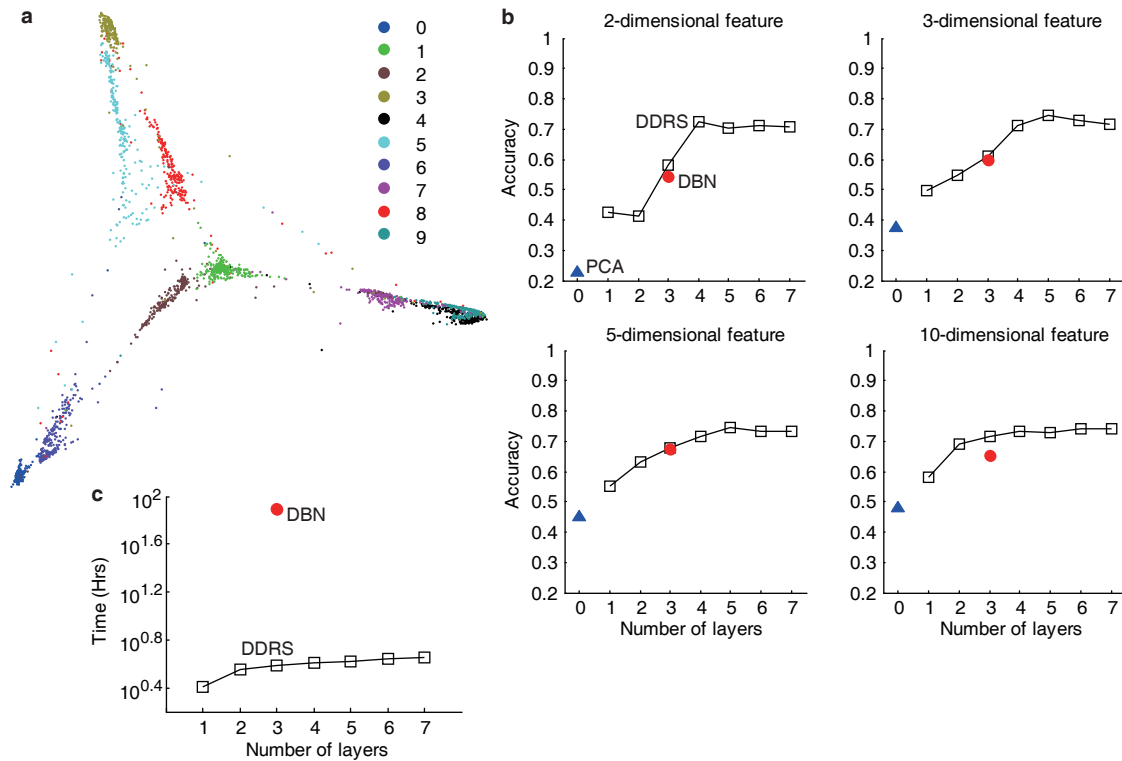 a
0
1
2
3
4
5
6
7
8
9
b
2-dimensional feature
Accuracy
1
0.9
0.8
0.7
0.6
0.5
0.4
0.3
0.2
DDRS
DBN
PCA
0 1 2 3 4 5 6 7
3-dimensional feature
1
0.9
0.8
0.7
0.6
0.5
0.4
0.3
0.2
0 1 2 3 4 5 6 7
5-dimensional feature
Accuracy
1
0.9
0.8
0.7
0.6
0.5
0.4
0.3
0.2
0 1 2 3 4 5 6 7
Number of layers
10-dimensional feature
1
0.9
0.8
0.7
0.6
0.5
0.4
0.3
0.2
0 1 2 3 4 5 6 7
Number of layers
c
Time (Hrs)
10^2
10^1.6
10^1.2
10^0.8
10^0.4
DBN
DDRS
1 2 3 4 5 6 7
Number of layers